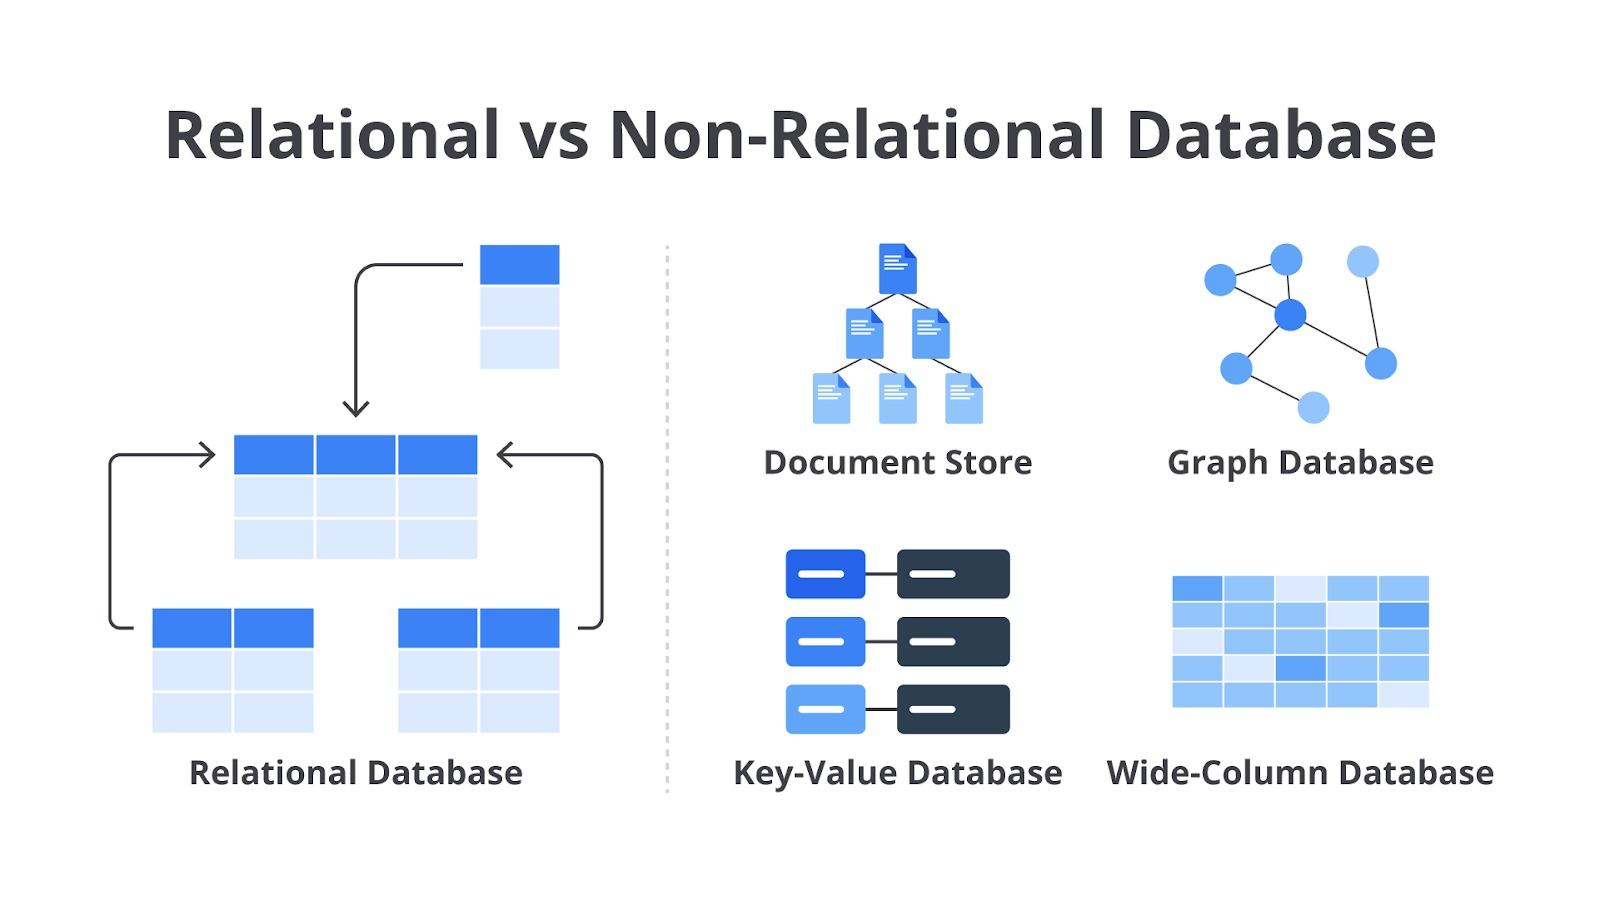 Relational vs Non-Relational Database
Document Store
Graph Database
Relational Database
Key-Value Database
Wide-Column Database